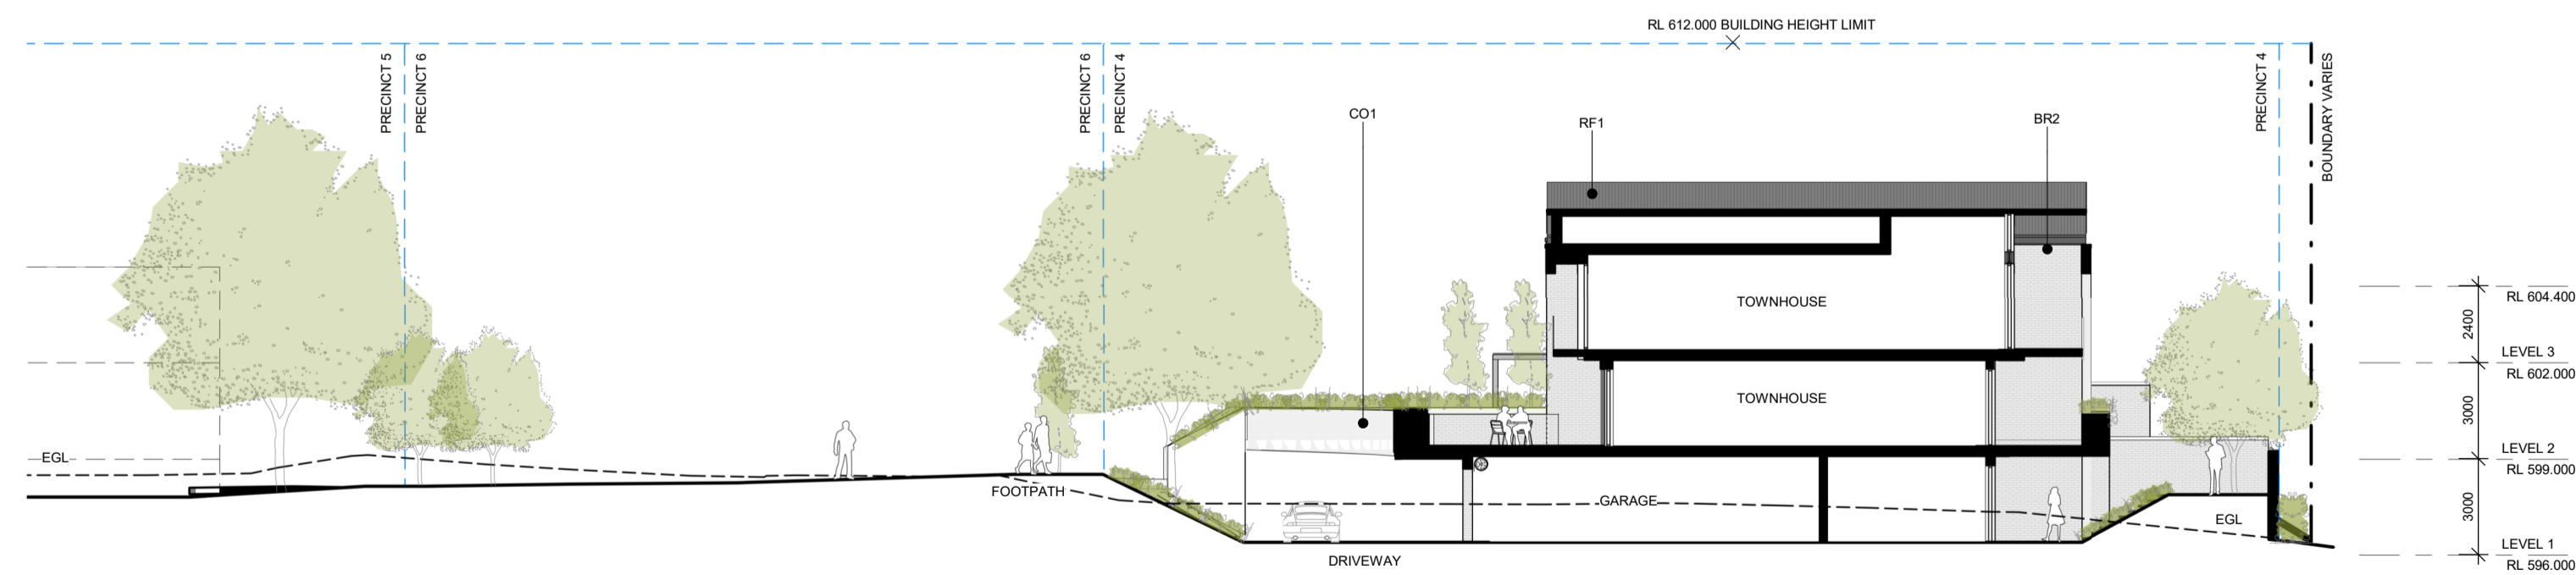 RL 612.000 BUILDING HEIGHT LIMIT
PRECINCT 5
PRECINCT 6
PRECINCT 6
PRECINCT 4
PRECINCT 4
BOUNDARY VARIES
CO1
RF1
BR2
TOWNHOUSE
TOWNHOUSE
GARAGE
EGL
FOOTPATH
DRIVEWAY
EGL
RL 604.400
2400
LEVEL 3
RL 602.000
3000
LEVEL 2
RL 599.000
3000
LEVEL 1
RL 596.000